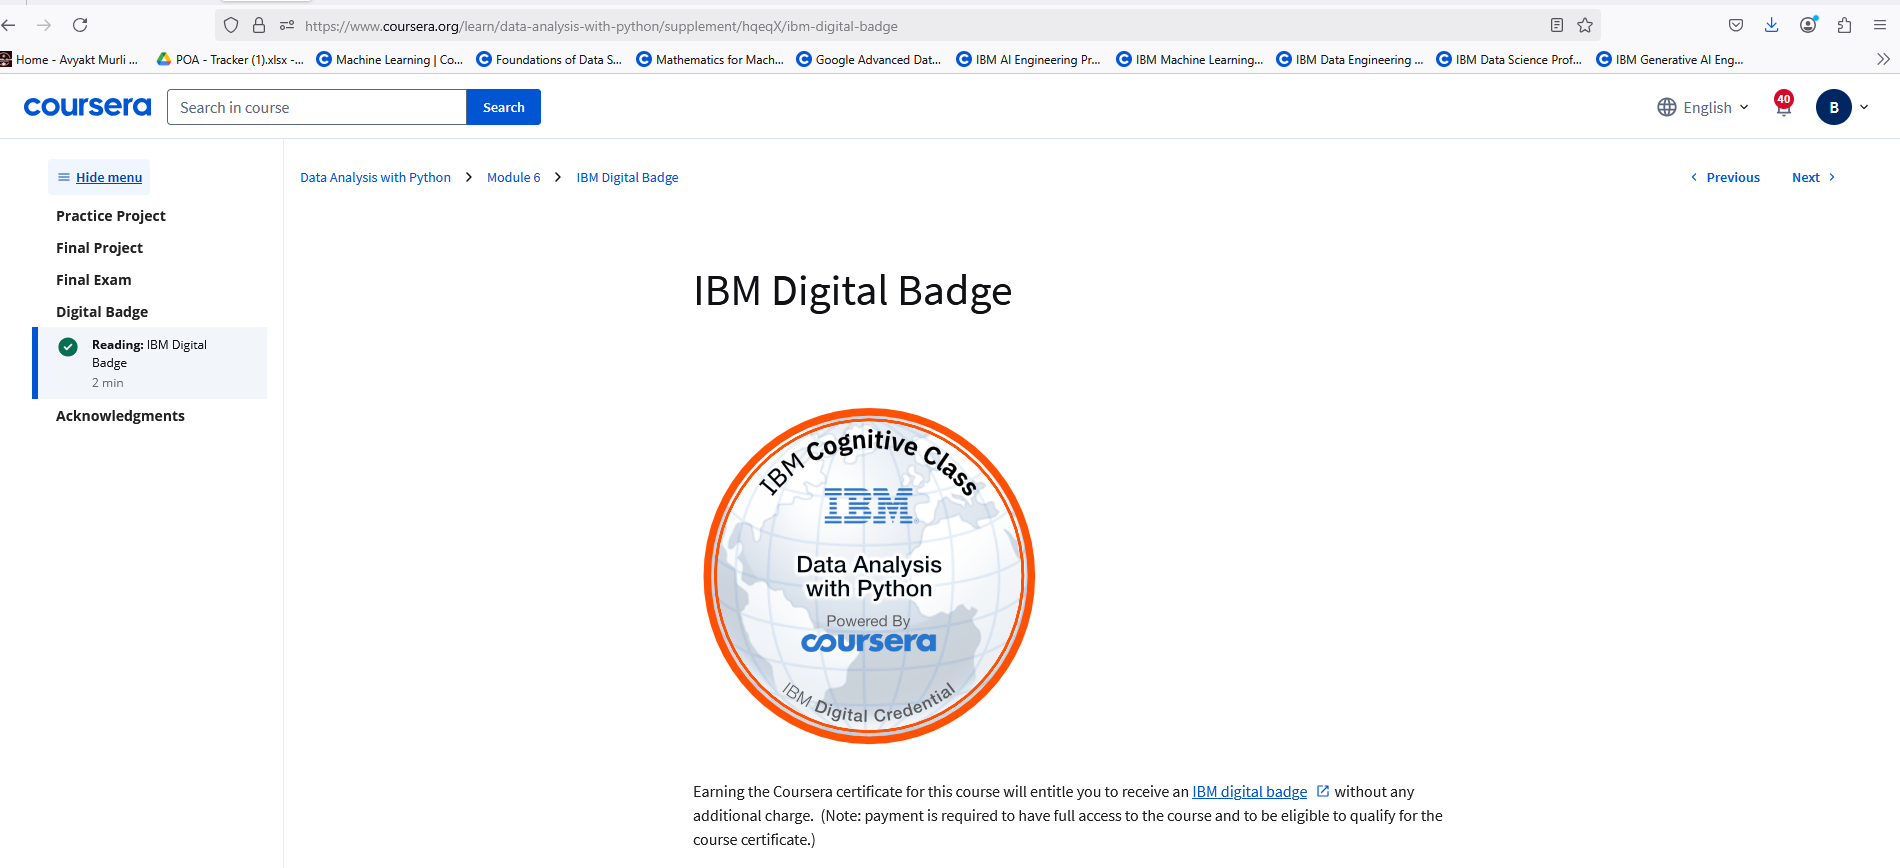 https://www.coursera.org/learn/data-analysis-with-python/supplement/hqeqX/ibm-digital-badge
Home - Avyakt Murli ...
POA - Tracker (1).xlsx -...
Machine Learning | Co...
Foundations of Data S...
Mathematics for Mach...
Google Advanced Dat...
IBM AI Engineering Pr...
IBM Machine Learning...
IBM Data Engineering ...
IBM Data Science Prof...
IBM Generative AI Eng...
coursera
Search in course
Search
English
40
B
Hide menu
Practice Project
Final Project
Final Exam
Digital Badge
Reading: IBM Digital
Badge
2 min
Acknowledgments
Data Analysis with Python
Module 6
IBM Digital Badge
Previous
Next
IBM Digital Badge
IBM Cognitive Class
IBM
Data Analysis
with Python
Powered By
coursera
IBM Digital Credential
Earning the Coursera certificate for this course will entitle you to receive an IBM digital badge without any
additional charge. (Note: payment is required to have full access to the course and to be eligible to qualify for the
course certificate.)